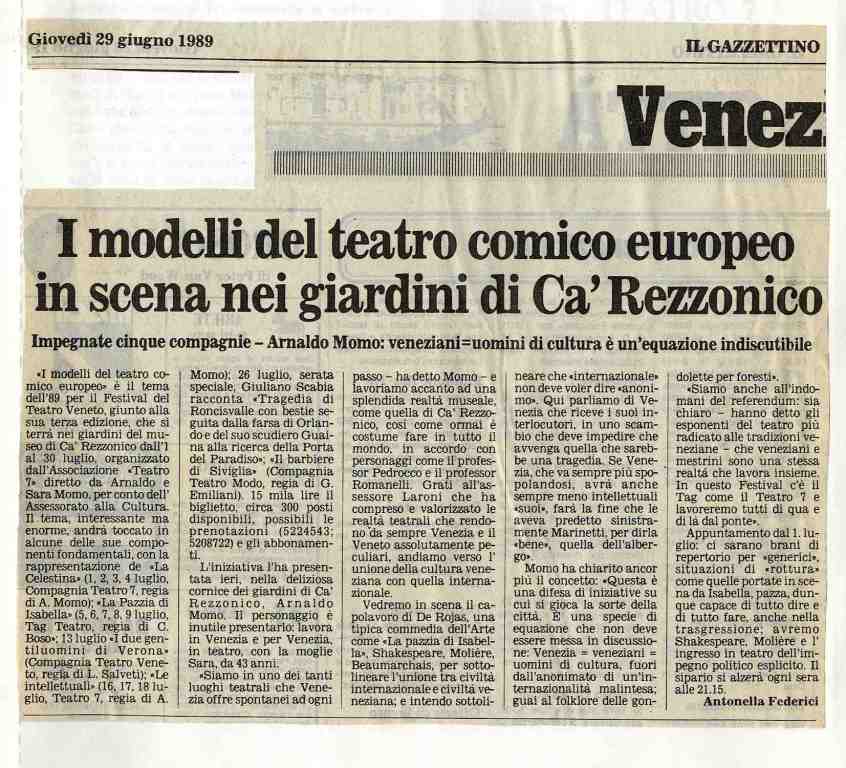 Giovedì 29 giugno 1989
IL GAZZETTINO
Venez
I modelli del teatro comico europeo
in scena nei giardini di Ca' Rezzonico
Impegnate cinque compagnie – Arnaldo Momo: veneziani=uomini di cultura è un'equazione indiscutibile
«I modelli del teatro co-
mico europeo» è il tema
dell'89 per il Festival del
Teatro Veneto, giunto alla
sua terza edizione, che si
terrà nei giardini del mu-
seo di Ca' Rezzonico dall'1
al 30 luglio, organizzato
dall'Associazione «Teatro
7» diretto da Arnaldo e
Sara Momo, per conto dell'
Assessorato alla Cultura.
Il tema, interessante ma
enorme, andrà toccato in
alcune delle sue compo-
nenti fondamentali, con la
rappresentazione de «La
Celestina» (1, 2, 3, 4 luglio,
Compagnia Teatro 7, regia
di A. Momo); «La Pazzia di
Isabella» (5, 6, 7, 8, 9 luglio,
Tag Teatro, regia di C.
Boso»; 13 luglio «I due gen-
tiluomini di Verona»
(Compagnia Teatro Vene-
to, regia di L. Salveti); «Le
intellettuali» (16, 17, 18 lu-
glio, Teatro 7, regia di A.
Momo); 26 luglio, serata
speciale, Giuliano Scabia
racconta «Tragedia di
Roncisvalle con bestie se-
guita dalla farsa di Orlan-
do e del suo scudiero Guai-
na alla ricerca della Porta
del Paradiso»; «Il barbiere
di Siviglia» (Compagnia
Teatro Modo, regia di G.
Emiliani). 15 mila lire il
biglietto, circa 300 posti
disponibili, possibili le
prenotazioni (5224543;
5208722) e gli abbonamen-
ti.
L'iniziativa l'ha presen-
tata ieri, nella deliziosa
cornice dei giardini di Ca'
Rezzonico, Arnaldo
Momo. Il personaggio è
inutile presentarlo: lavora
in Venezia e per Venezia,
in teatro, con la moglie
Sara, da 43 anni.
«Siamo in uno dei tanti
luoghi teatrali che Vene-
zia offre spontanei ad ogni
passo – ha detto Momo – e
lavoriamo accanto ad una
splendida realtà museale,
come quella di Ca' Rezzo-
nico, così come ormai è
costume fare in tutto il
mondo, in accordo con
personaggi come il profes-
sor Pedrocco e il professor
Romanelli. Grati all'as-
sessore Laroni che ha
compreso e valorizzato le
realtà teatrali che rendo-
no da sempre Venezia e il
Veneto assolutamente pe-
culiari, andiamo verso l'
unione della cultura vene-
ziana con quella interna-
zionale.
Vedremo in scena il ca-
polavoro di De Rojas, una
tipica commedia dell'Arte
come «La pazzia di Isabel-
la», Shakespeare, Molière,
Beaumarchais, per sotto-
lineare l'unione tra civiltà
internazionale e civiltà ve-
neziana; e intendo sottoli-
neare che «internazionale»
non deve voler dire «anoni-
mo». Qui parliamo di Ve-
nezia che riceve i suoi in-
terlocutori, in uno scam-
bio che deve impedire che
avvenga quella che sareb-
be una tragedia. Se Vene-
zia, che va sempre più spo-
polandosi, avrà anche
sempre meno intellettuali
«suoi», farà la fine che le
aveva predetto sinistra-
mente Marinetti, per dirla
«bene», quella dell'alber-
go».
Momo ha chiarito ancor
più il concetto: «Questa è
una difesa di iniziative su
cui si gioca la sorte della
città. E' una specie di
equazione che non deve
essere messa in discussio-
ne: Venezia = veneziani =
uomini di cultura, fuori
dall'anonimato di un'in-
ternazionalità malintesa;
guai al folklore delle gon-
dolette per foresti».
«Siamo anche all'indo-
mani del referendum: sia
chiaro – hanno detto gli
esponenti del teatro più
radicato alle tradizioni ve-
neziane – che veneziani e
mestrini sono una stessa
realtà che lavora insieme.
In questo Festival c'è il
Tag come il Teatro 7 e
lavoreremo tutti di qua e
di là dal ponte».
Appuntamento dal 1. lu-
glio: ci sarano brani di
repertorio per «generici»,
situazioni di «rottura»
come quelle portate in sce-
na da Isabella, pazza, dun-
que capace di tutto dire e
di tutto fare, anche nella
trasgressione; avremo
Shakespeare, Molière e l'
ingresso in teatro dell'im-
pegno politico esplicito. Il
sipario si alzerà ogni sera
alle 21.15.
Antonella Federici